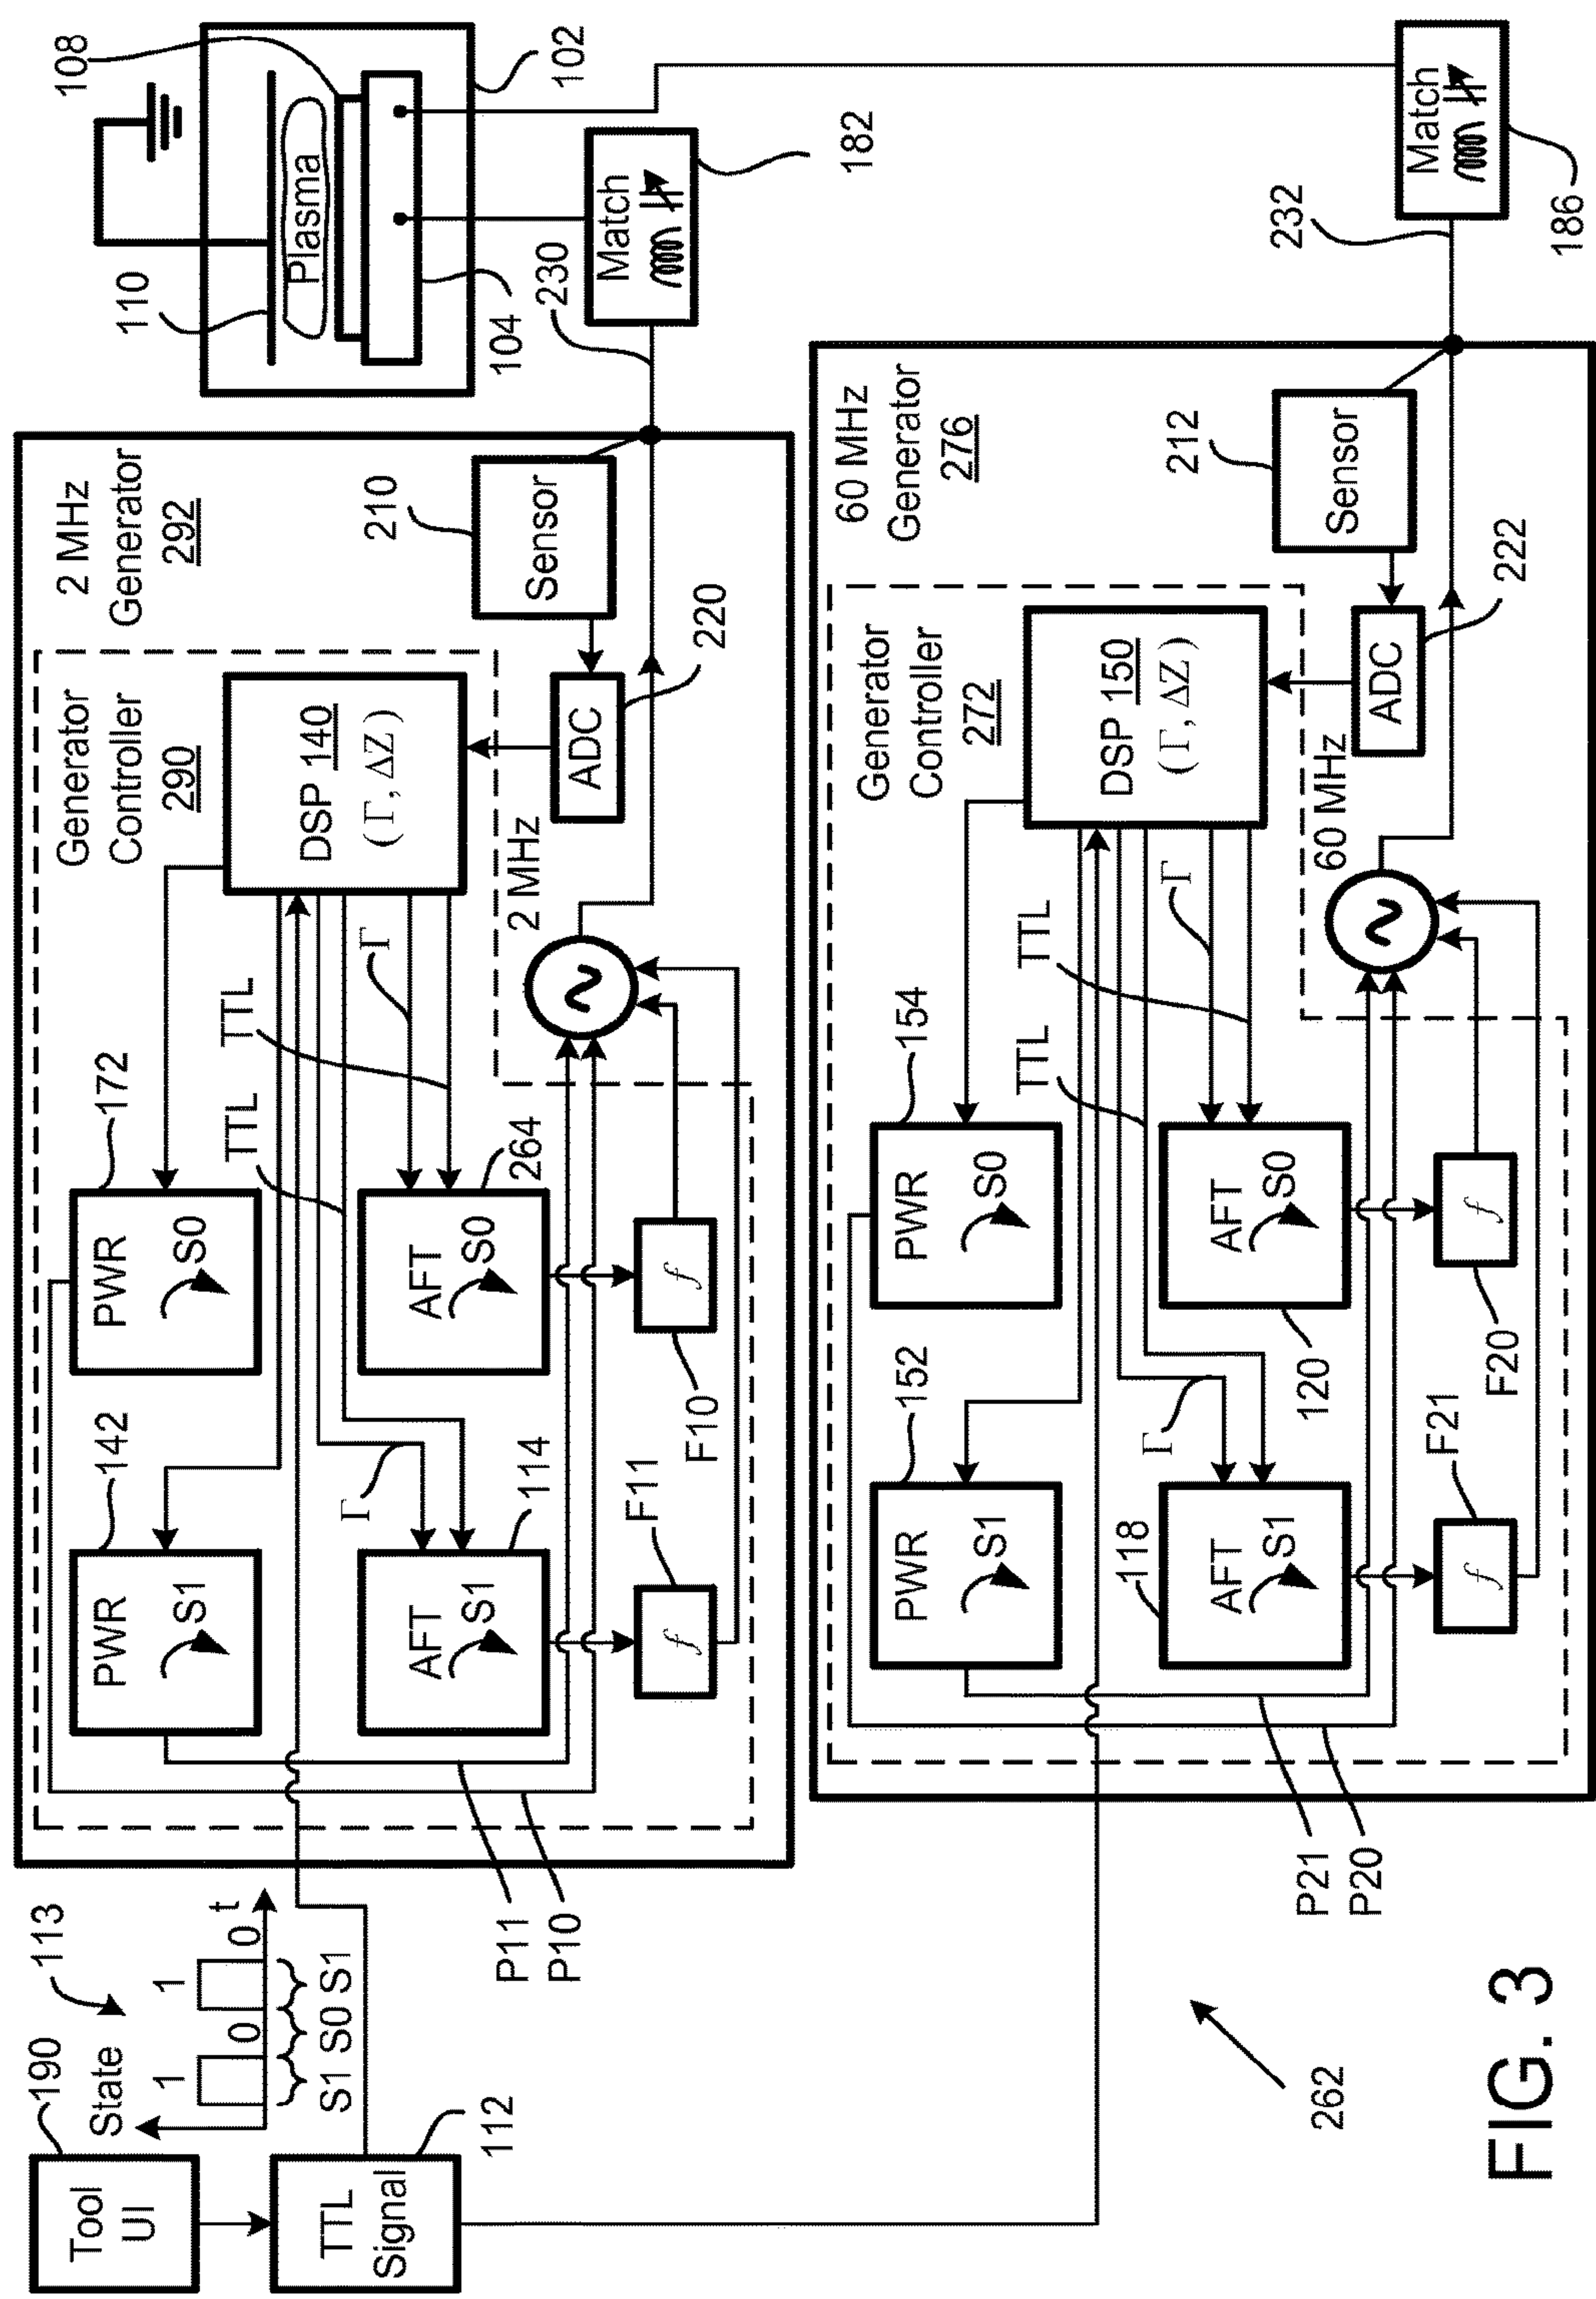 190
Tool
UI
TTL
Signal
112
State
113
1
0
1
0
t
S1 S0 S1
P11
P10
2 MHz
Generator
292
Generator
Controller
290
142
PWR
S1
172
PWR
S0
DSP 140
(Γ, ΔZ)
TTL
TTL
Γ
Γ
AFT
S1
114
AFT
S0
264
F11
f
F10
f
2 MHz
ADC
220
Sensor
210
230
Match
182
108
110
Plasma
104
102
60 MHz
Generator
276
Generator
Controller
272
152
PWR
S1
154
PWR
S0
DSP 150
(Γ, ΔZ)
TTL
TTL
Γ
Γ
118
AFT
S1
AFT
S0
120
F21
f
F20
f
60 MHz
ADC
222
Sensor
212
232
Match
186
P21
P20
262
FIG. 3